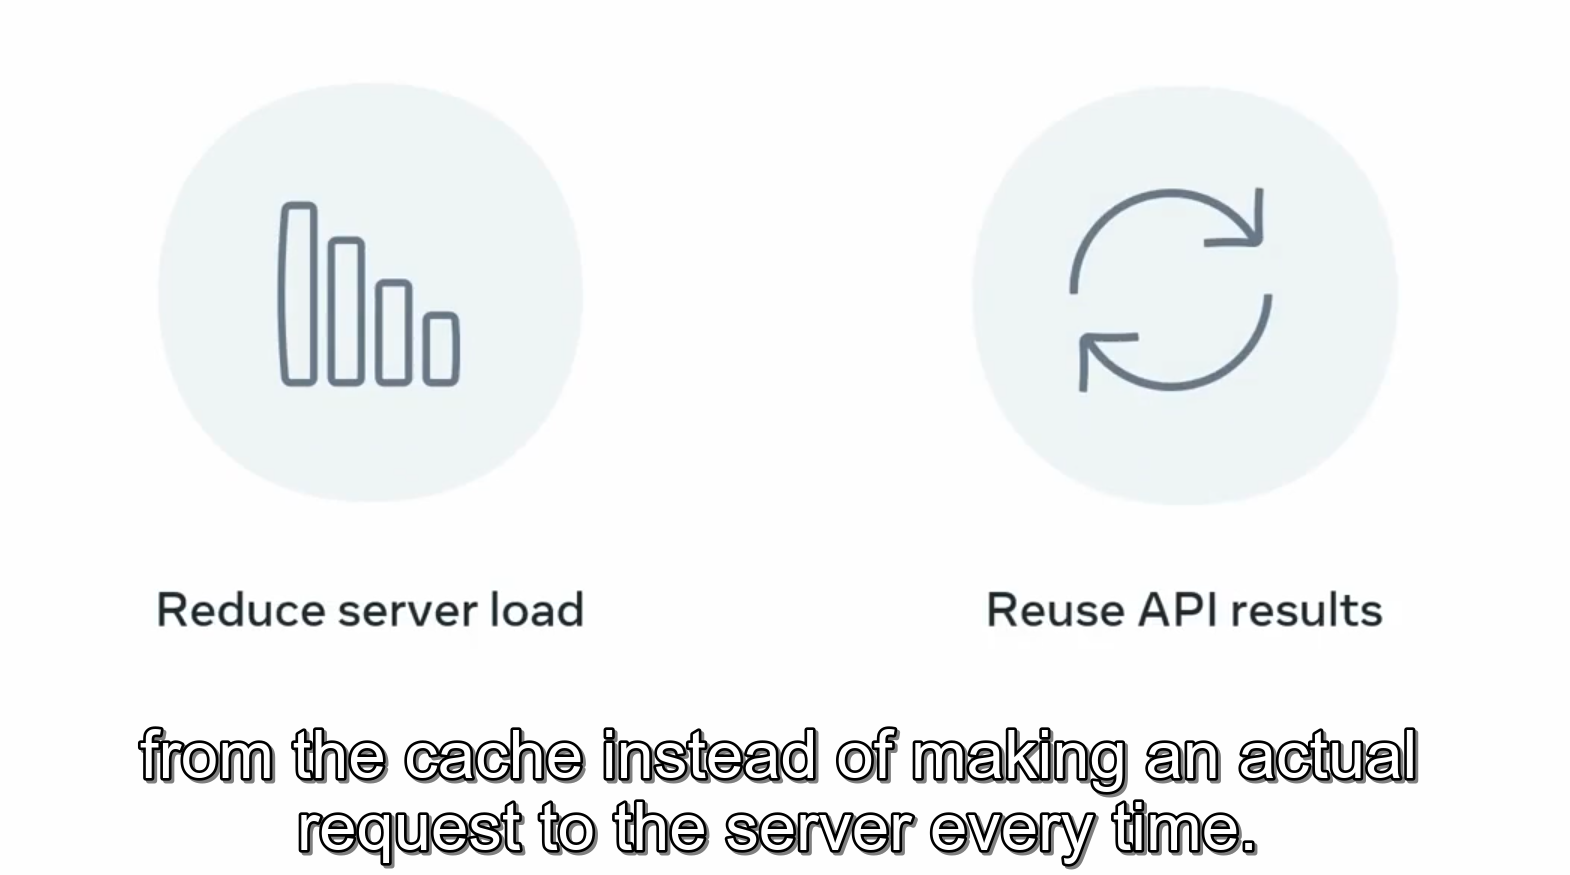 Reduce server load
Reuse API results
from the cache instead of making an actual
request to the server every time.